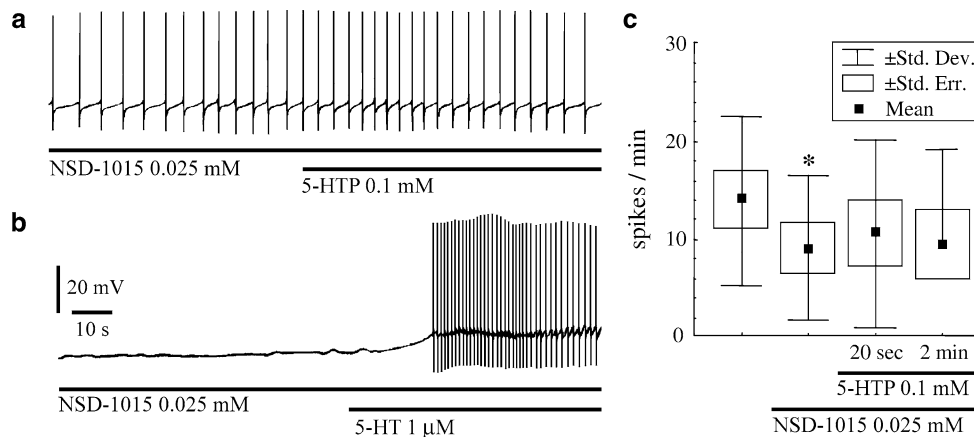 a
NSD-1015 0.025 mM
5-HTP 0.1 mM
b
20 mV
10 s
NSD-1015 0.025 mM
5-HT 1 µM
c
30
20
10
0
spikes / min
±Std. Dev.
±Std. Err.
Mean
*
20 sec 2 min
5-HTP 0.1 mM
NSD-1015 0.025 mM